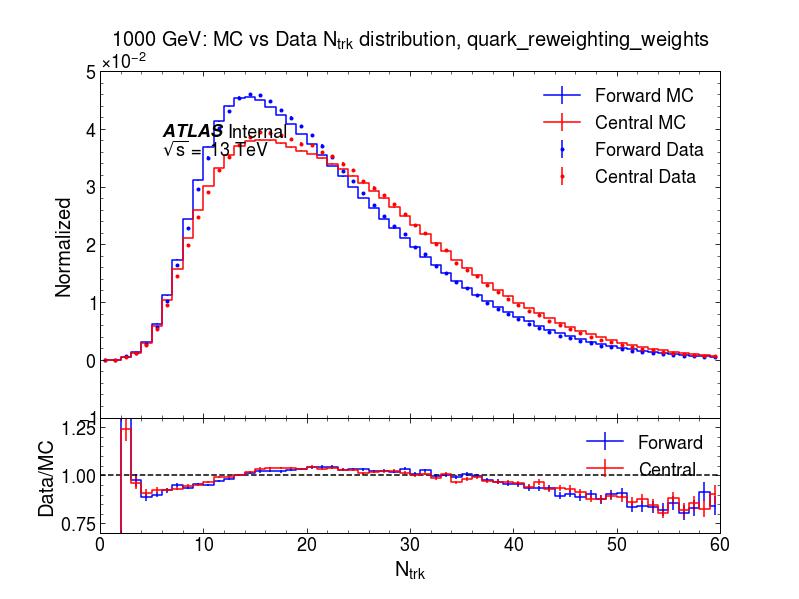 1000 GeV: MC vs Data N_trk distribution, quark_reweighting_weights
×10⁻²
5
4
3
2
1
0
−1
Normalized
ATLAS Internal
√s = 13 TeV
Forward MC
Central MC
Forward Data
Central Data
1.25
1.00
0.75
Data/MC
Forward
Central
0 10 20 30 40 50 60
N_trk